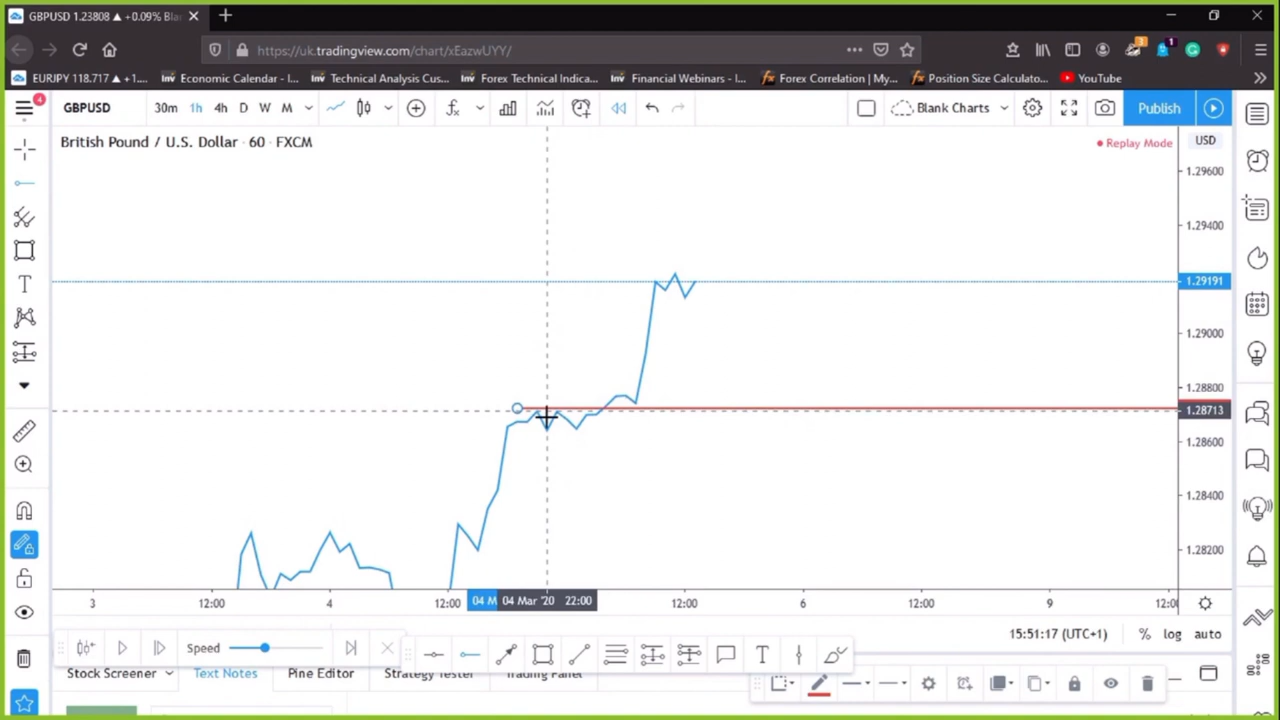 GBPUSD 1.23808 ▲ +0.09% Bla
https://uk.tradingview.com/chart/xEazwUYY/
3
1
EURJPY 118.717 ▲ +1....
Economic Calendar - I...
Technical Analysis Cus...
Forex Technical Indica...
Financial Webinars - I...
Forex Correlation | My...
Position Size Calculato...
YouTube
4
GBPUSD
30m 1h 4h D W M
Blank Charts
Publish
British Pound / U.S. Dollar · 60 · FXCM
Replay Mode
USD
1.29600
1.29400
1.29191
1.29000
1.28800
1.28713
1.28600
1.28400
1.28200
3 12:00 4 12:00 04 M 04 Mar '20 22:00 12:00 6 12:00 9 12:0
15:51:17 (UTC+1) % log auto
Speed
Stock Screener Text Notes Pine Editor Strategy Tester Trading Panel